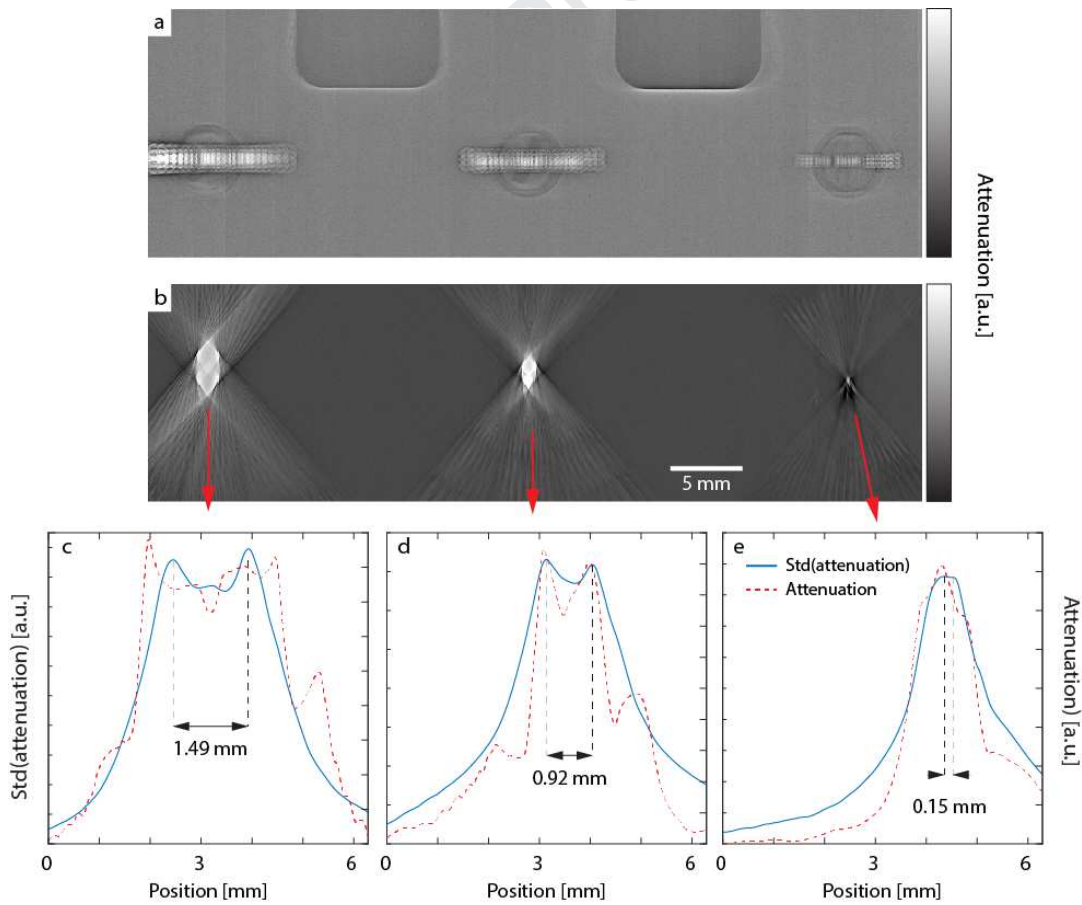 a
Attenuation [a.u.]
b
5 mm
c
1.49 mm
Std(attenuation) [a.u.]
0 3 6
Position [mm]
d
0.92 mm
0 3 6
Position [mm]
e
Std(attenuation)
Attenuation
0.15 mm
Attenuation) [a.u.]
0 3 6
Position [mm]